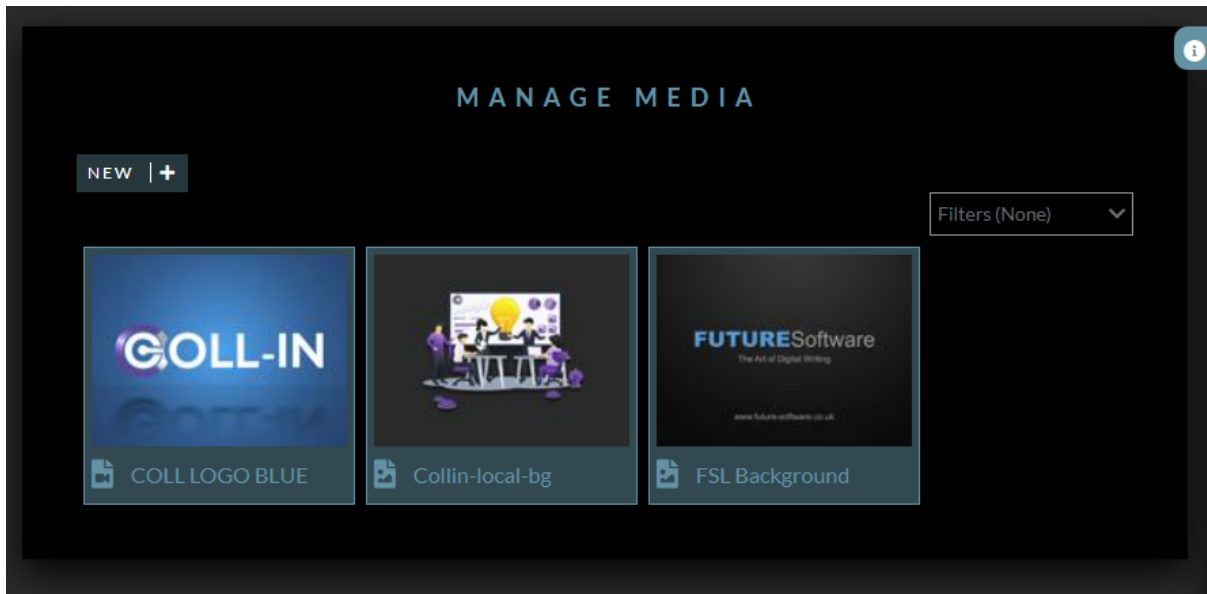 MANAGE MEDIA
NEW
Filters (None)
COLL-IN
FUTURESoftware
The Art of Digital Writing
www.future-software.co.uk
COLL LOGO BLUE
Collin-local-bg
FSL Background